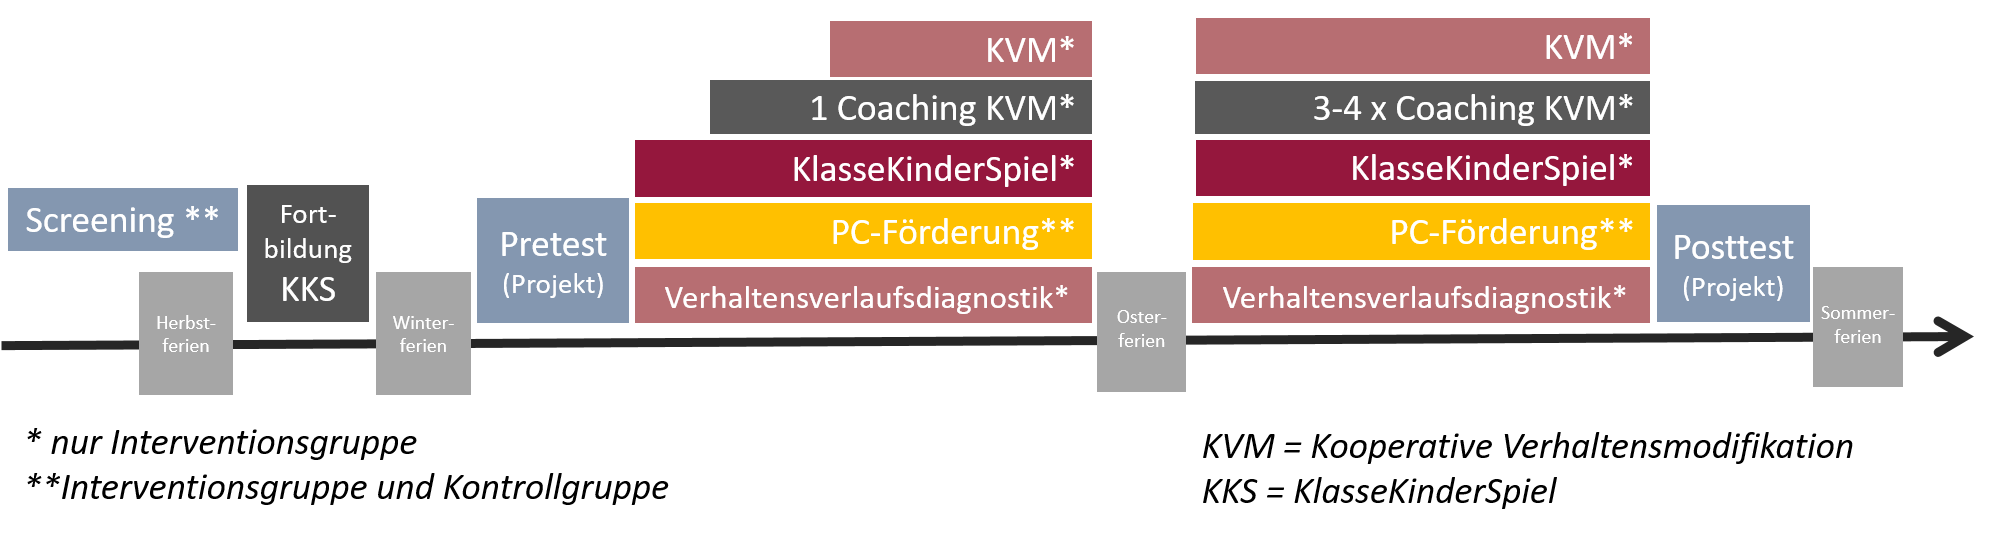 KVM*
1 Coaching KVM*
KlasseKinderSpiel*
PC-Förderung**
Verhaltensverlaufsdiagnostik*
KVM*
3-4 x Coaching KVM*
KlasseKinderSpiel*
PC-Förderung**
Verhaltensverlaufsdiagnostik*
Screening **
Fort-
bildung
KKS
Pretest
(Projekt)
Posttest
(Projekt)
Herbst-
ferien
Winter-
ferien
Oster-
ferien
Sommer-
ferien
* nur Interventionsgruppe
**Interventionsgruppe und Kontrollgruppe
KVM = Kooperative Verhaltensmodifikation
KKS = KlasseKinderSpiel